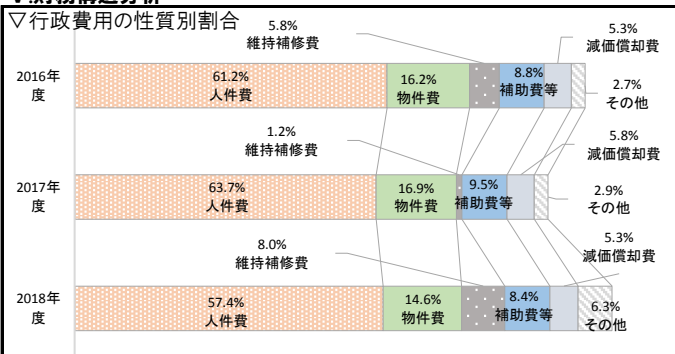 ▽行政費用の性質別割合
5.8%
維持補修費
5.3%
減価償却費
2016年
度
61.2%
人件費
16.2%
物件費
8.8%
補助費等
2.7%
その他
1.2%
維持補修費
5.8%
減価償却費
2017年
度
63.7%
人件費
16.9%
物件費
9.5%
補助費等
2.9%
その他
8.0%
維持補修費
5.3%
減価償却費
2018年
度
57.4%
人件費
14.6%
物件費
8.4%
補助費等
6.3%
その他